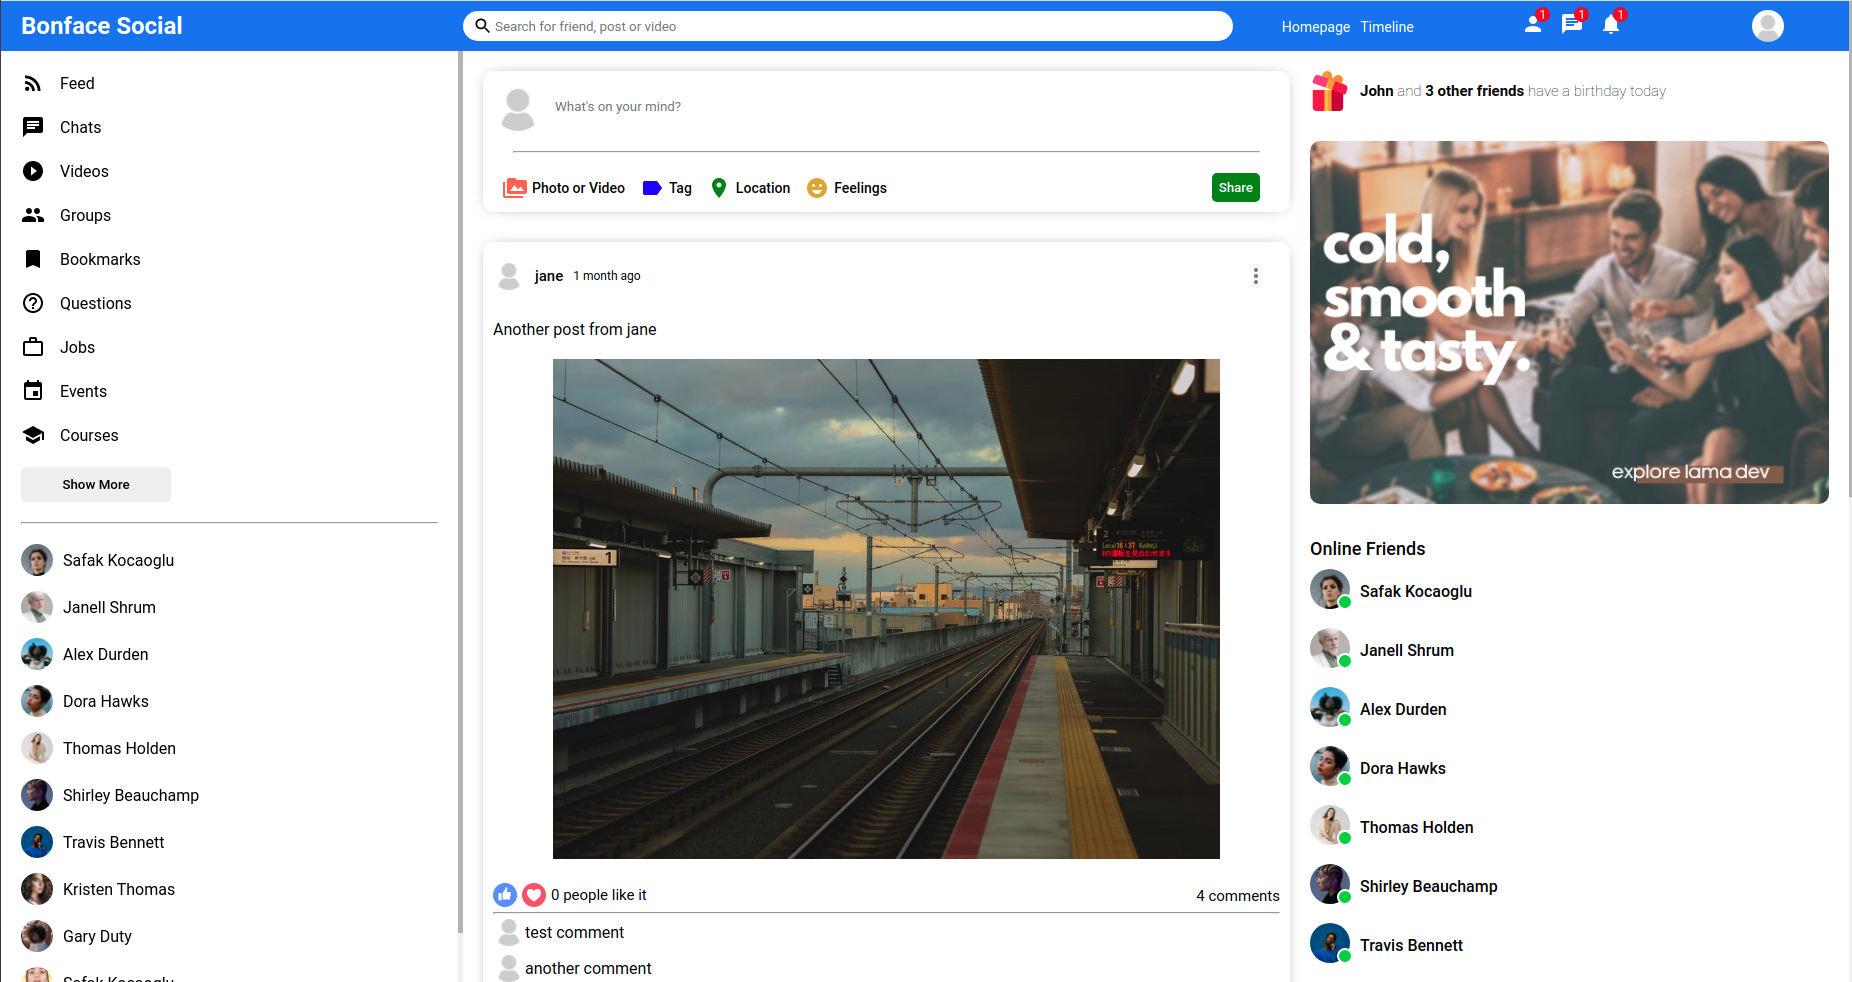 Bonface Social
Search for friend, post or video
Homepage Timeline
1
1
1
Feed
Chats
Videos
Groups
Bookmarks
Questions
Jobs
Events
Courses
Show More
Safak Kocaoglu
Janell Shrum
Alex Durden
Dora Hawks
Thomas Holden
Shirley Beauchamp
Travis Bennett
Kristen Thomas
Gary Duty
Safak Kocaoglu
What's on your mind?
Photo or Video
Tag
Location
Feelings
Share
jane 1 month ago
Another post from jane
1
2
Local 16:37
0 people like it
4 comments
test comment
another comment
John and 3 other friends have a birthday today
cold,
smooth
& tasty.
explore lama dev
Online Friends
Safak Kocaoglu
Janell Shrum
Alex Durden
Dora Hawks
Thomas Holden
Shirley Beauchamp
Travis Bennett